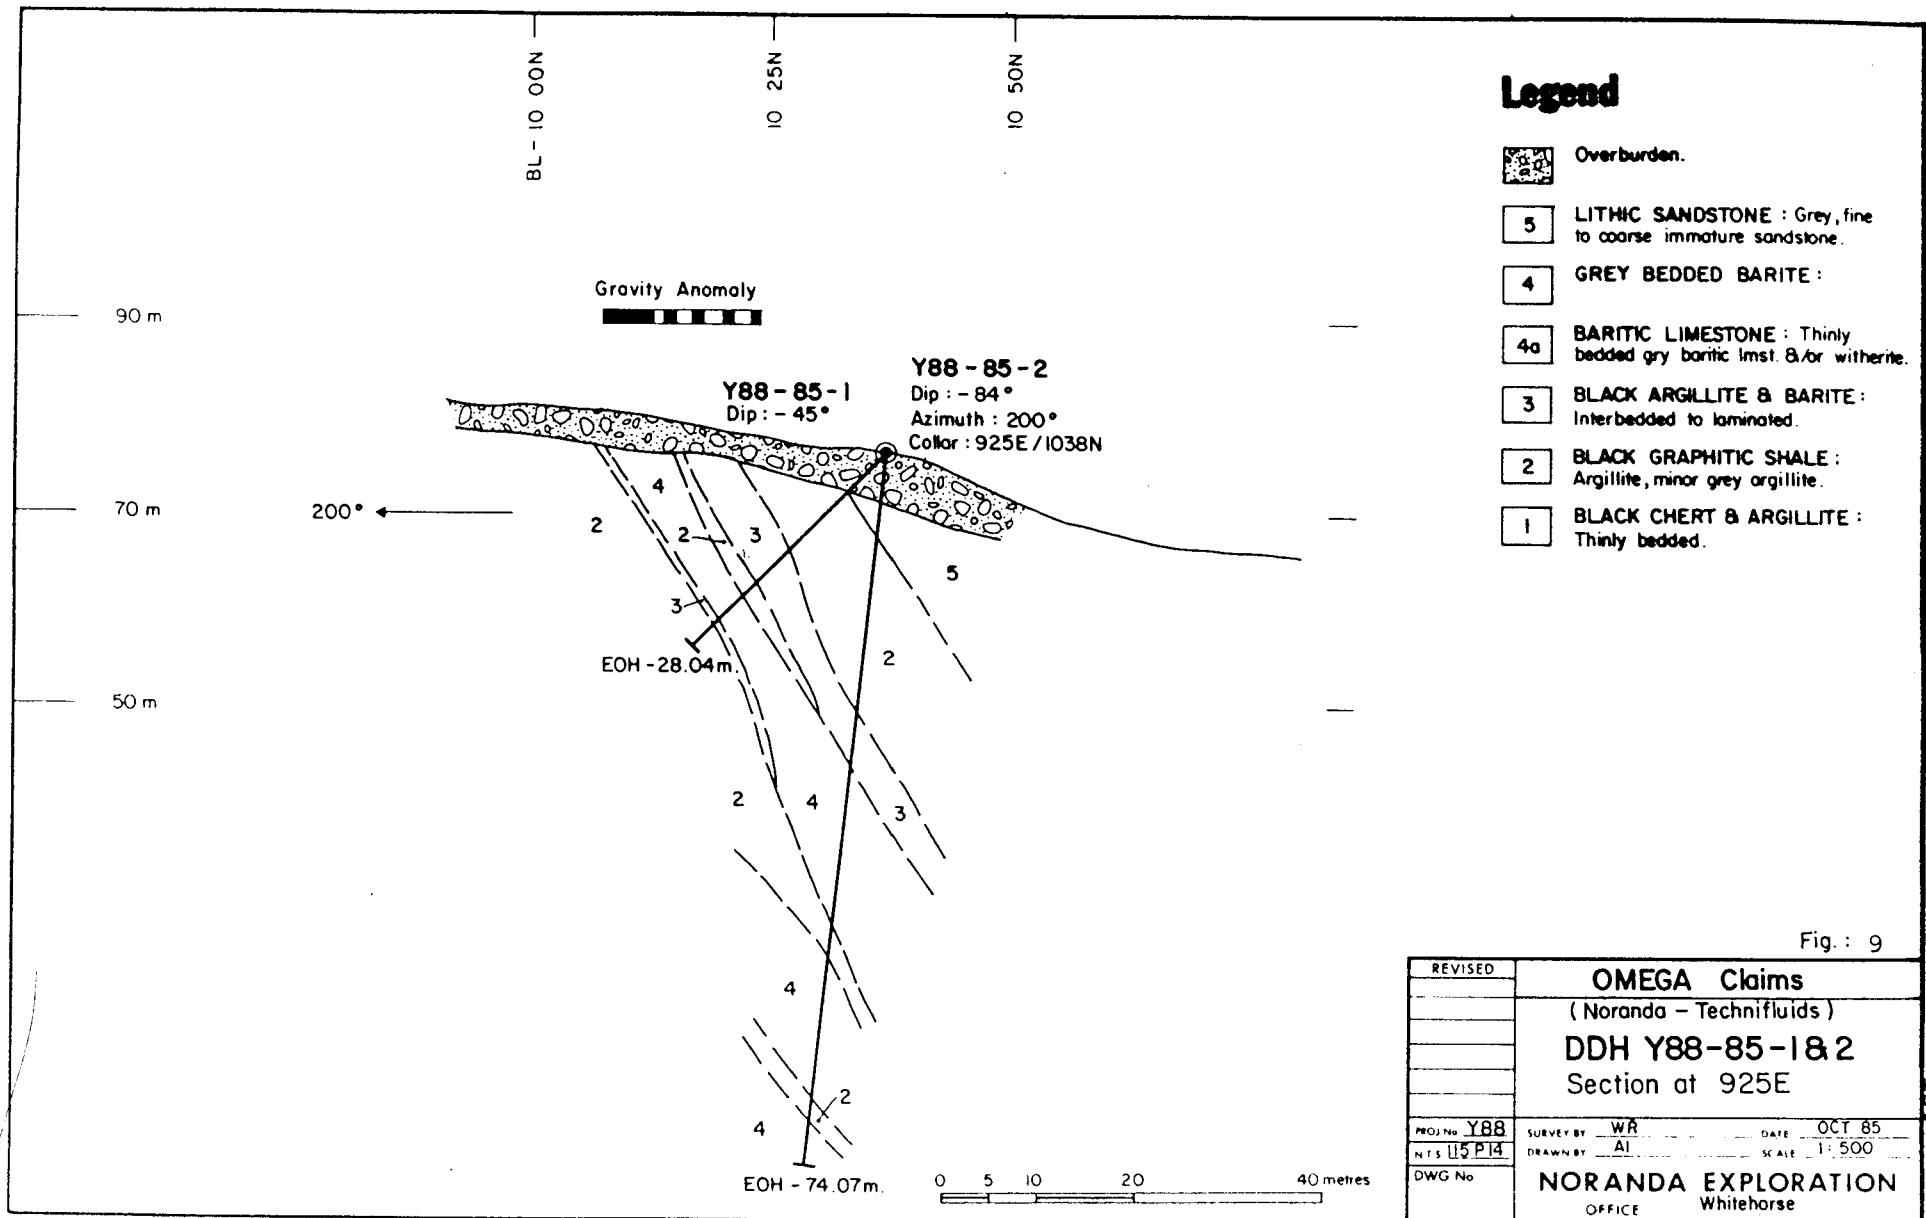 BL - 10 00N
10 25N
10 50N
Legend
Overburden.
5
LITHIC SANDSTONE : Grey, fine
to coarse immature sandstone.
4
GREY BEDDED BARITE :
4a
BARITIC LIMESTONE : Thinly
bedded gry baritic lmst. &/or witherite.
3
BLACK ARGILLITE & BARITE :
Interbedded to laminated.
2
BLACK GRAPHITIC SHALE :
Argillite, minor grey argillite.
1
BLACK CHERT & ARGILLITE :
Thinly bedded.
Gravity Anomaly
90 m
Y88-85-1
Dip : - 45°
Y88-85-2
Dip : - 84°
Azimuth : 200°
Collar : 925E/1038N
70 m
200°
4
2
2
3
5
3
2
EOH - 28.04m.
50 m
2
4
3
4
2
4
EOH - 74.07m.
0 5 10 20 40 metres
Fig. : 9
REVISED
OMEGA Claims
(Noranda - Technifluids)
DDH Y88-85-1&2
Section at 925E
PROJ No Y88
SURVEY BY WR
DATE OCT 85
N T S 115 P14
DRAWN BY AI
SCALE 1: 500
DWG No
NORANDA EXPLORATION
OFFICE Whitehorse